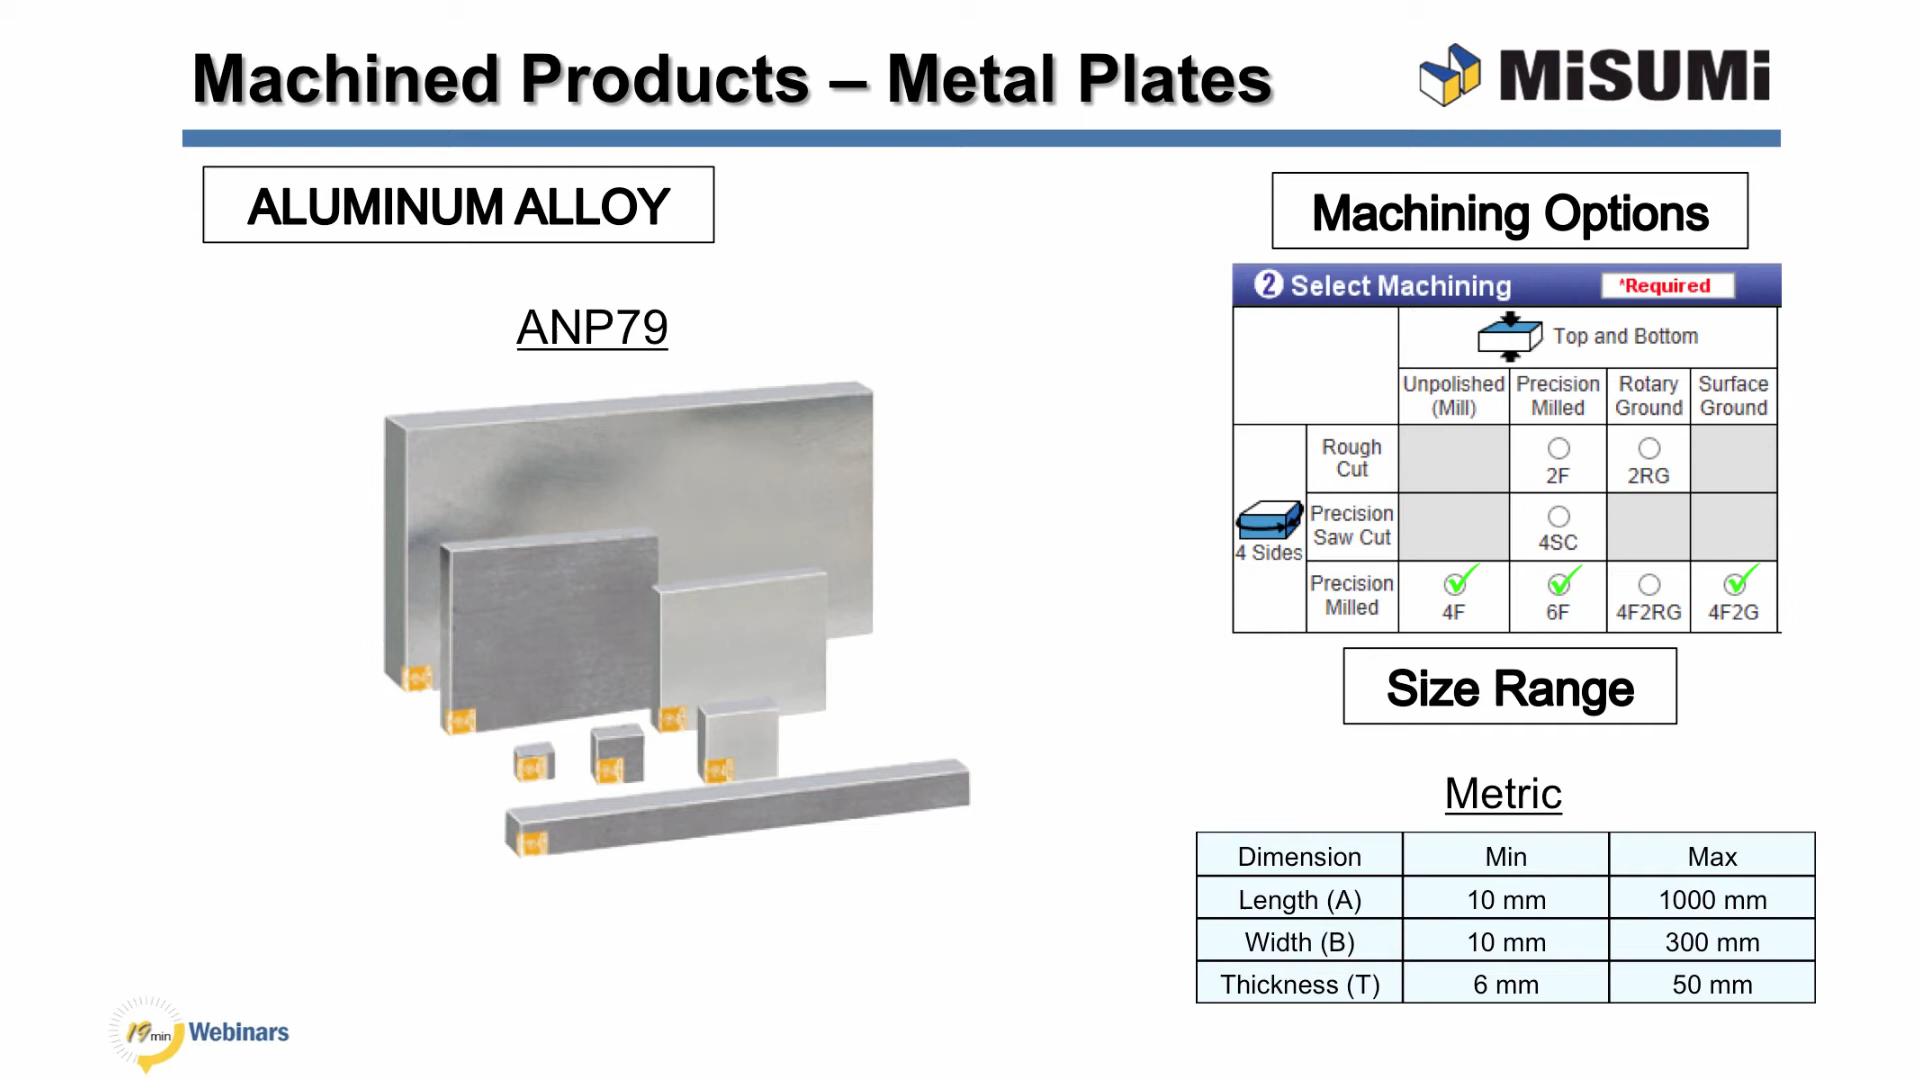 Machined Products – Metal Plates
MiSUMi
ALUMINUM ALLOY
ANP79
Machining Options
2 Select Machining *Required
Top and Bottom
Unpolished (Mill) Precision Milled Rotary Ground Surface Ground
4 Sides
Rough Cut 2F 2RG
Precision Saw Cut 4SC
Precision Milled 4F 6F 4F2RG 4F2G
Size Range
Metric
Dimension Min Max
Length (A) 10 mm 1000 mm
Width (B) 10 mm 300 mm
Thickness (T) 6 mm 50 mm
19 min Webinars